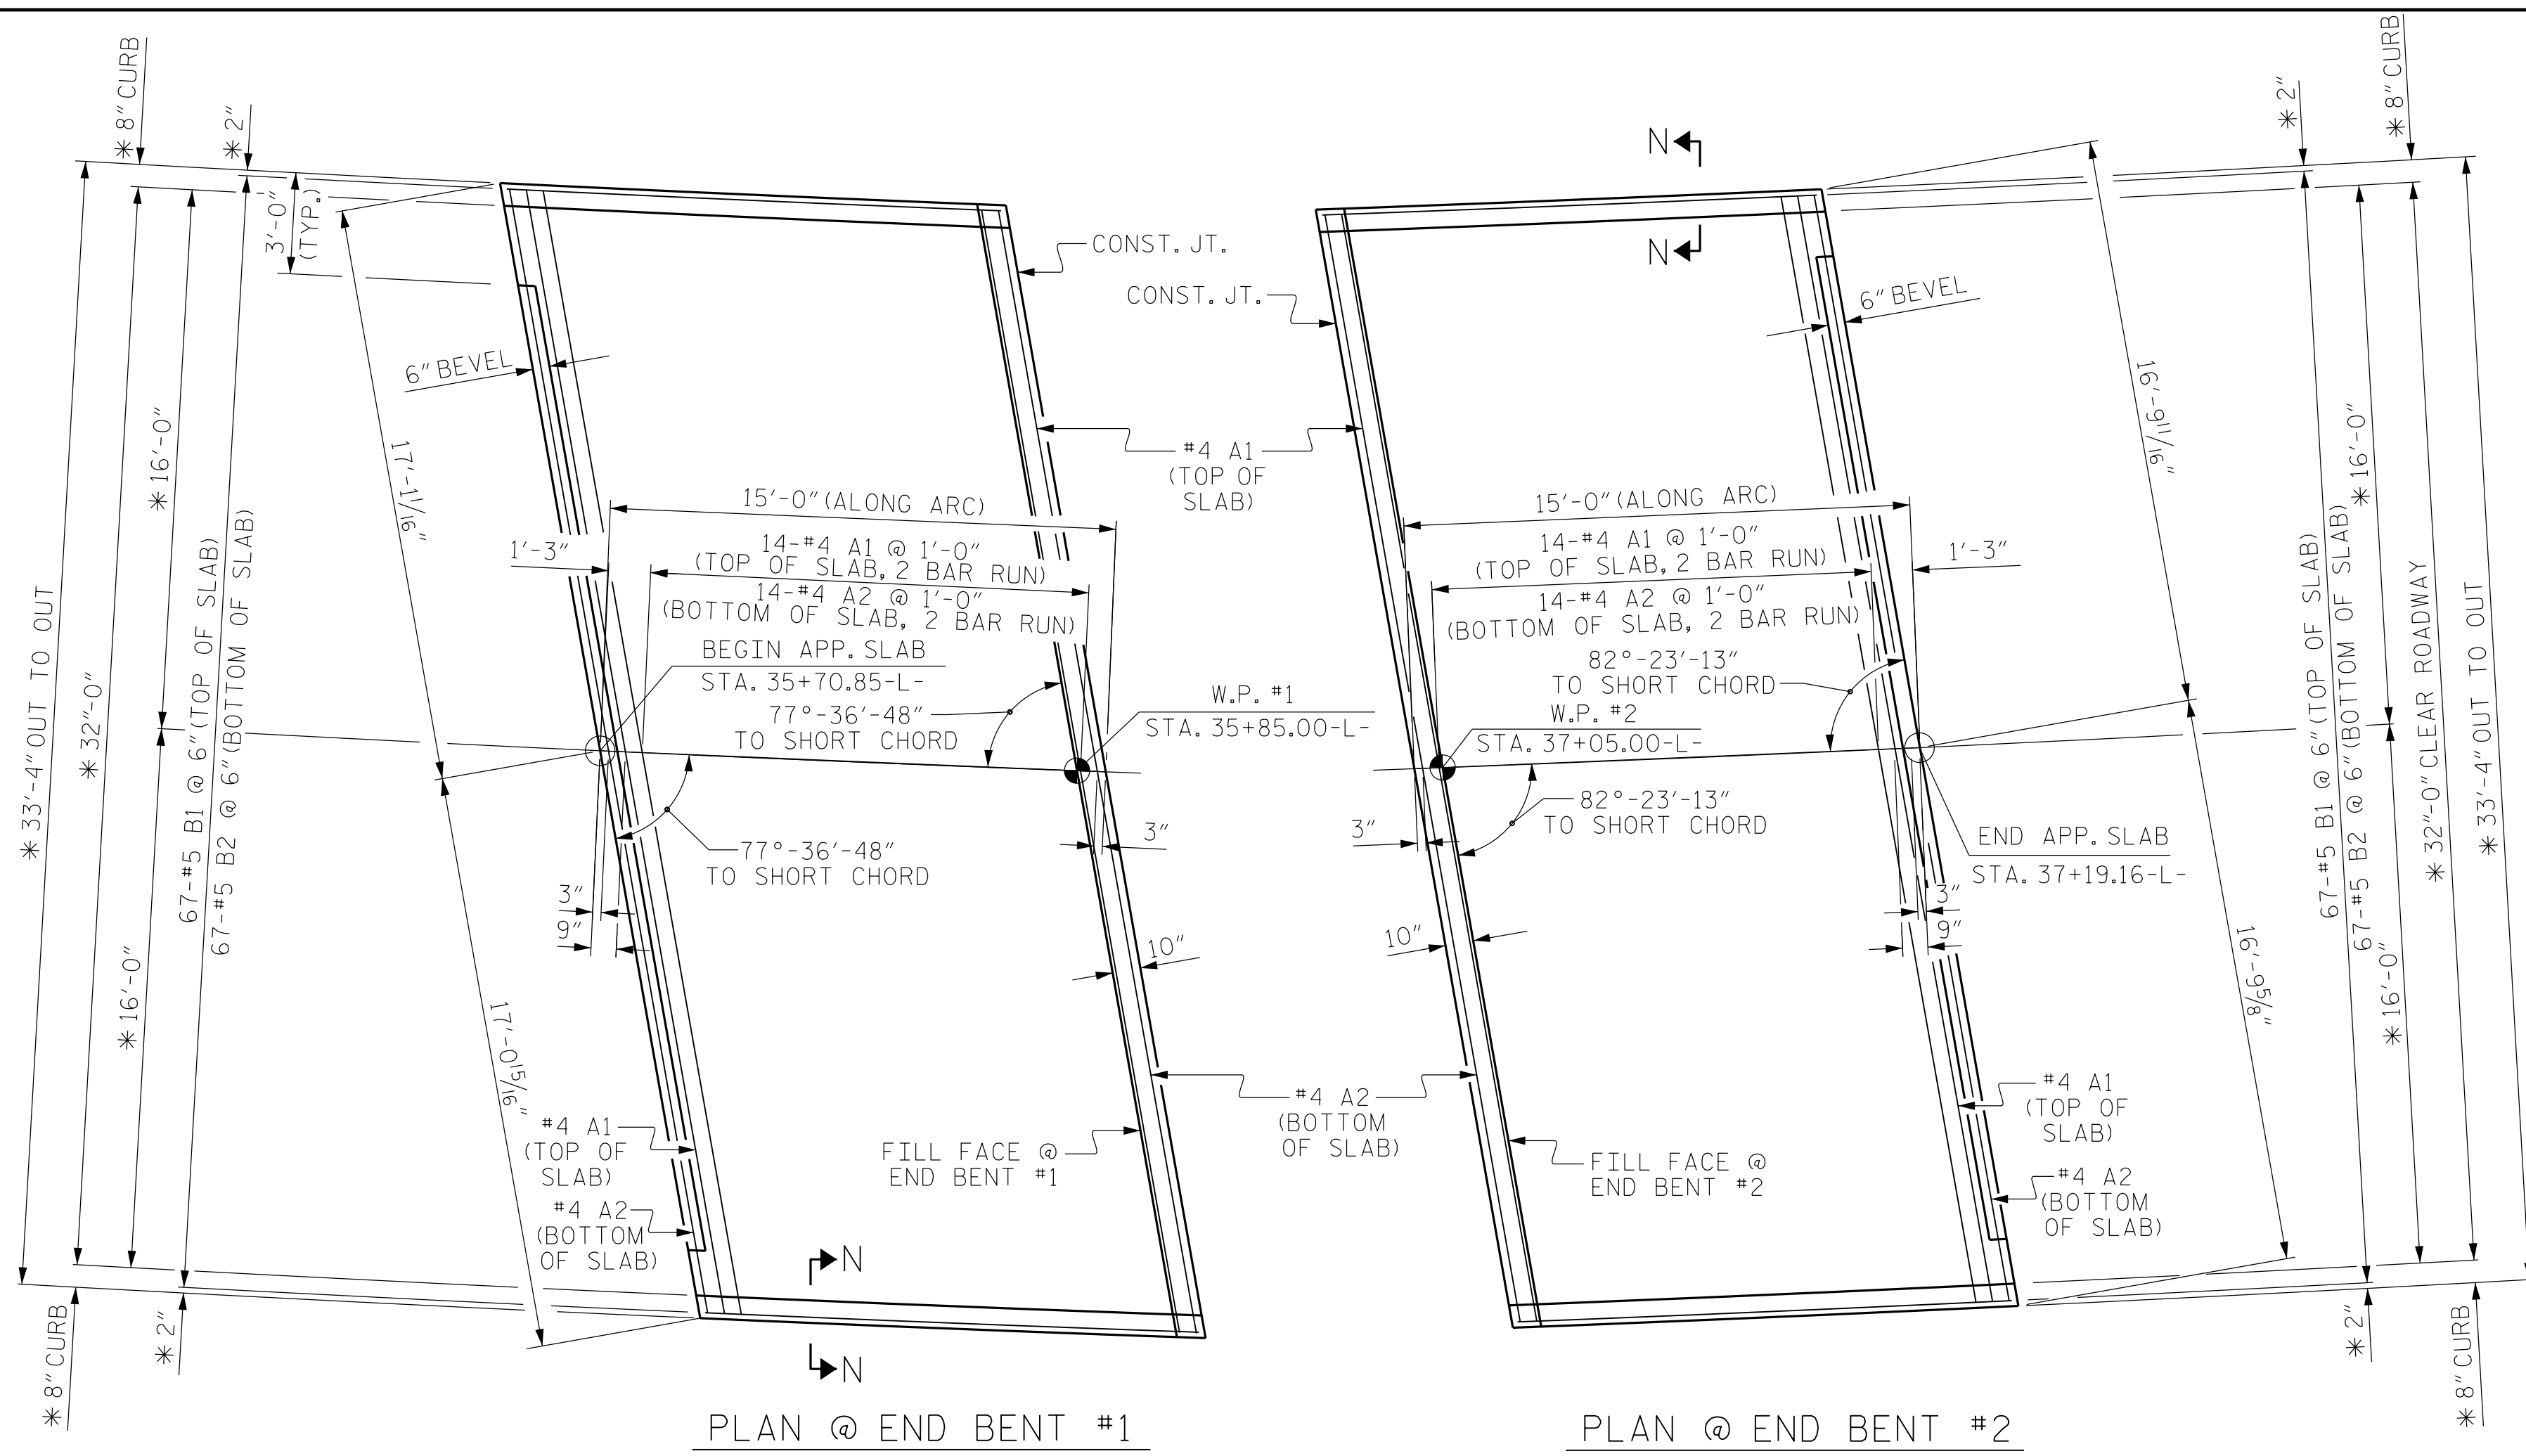 ✳ 8" CURB
✳ 2"
3'-0"
(TYP.)
✳ 33'-4" OUT TO OUT
✳ 32"-0"
✳ 16'-0"
✳ 16'-0"
67-#5 B1 @ 6" (TOP OF SLAB)
67-#5 B2 @ 6" (BOTTOM OF SLAB)
✳ 8" CURB
✳ 2"
17'-1 1/16"
17'-0 15/16"
6" BEVEL
CONST. JT.
15'-0" (ALONG ARC)
1'-3"
14-#4 A1 @ 1'-0"
(TOP OF SLAB, 2 BAR RUN)
14-#4 A2 @ 1'-0"
(BOTTOM OF SLAB, 2 BAR RUN)
BEGIN APP. SLAB
STA. 35+70.85-L-
77°-36'-48"
TO SHORT CHORD
W.P. #1
STA. 35+85.00-L-
77°-36'-48"
TO SHORT CHORD
3"
9"
3"
10"
#4 A1
(TOP OF
SLAB)
#4 A2
(BOTTOM
OF SLAB)
FILL FACE @
END BENT #1
N
N
PLAN @ END BENT #1
#4 A1
(TOP OF
SLAB)
#4 A2
(BOTTOM
OF SLAB)
N
N
CONST. JT.
6" BEVEL
15'-0" (ALONG ARC)
1'-3"
14-#4 A1 @ 1'-0"
(TOP OF SLAB, 2 BAR RUN)
14-#4 A2 @ 1'-0"
(BOTTOM OF SLAB, 2 BAR RUN)
82°-23'-13"
TO SHORT CHORD
W.P. #2
STA. 37+05.00-L-
82°-23'-13"
TO SHORT CHORD
3"
10"
END APP. SLAB
STA. 37+19.16-L-
3"
9"
FILL FACE @
END BENT #2
#4 A1
(TOP OF
SLAB)
#4 A2
(BOTTOM
OF SLAB)
16'-9 11/16"
16'-9 5/8"
✳ 2"
✳ 8" CURB
67-#5 B1 @ 6" (TOP OF SLAB)
67-#5 B2 @ 6" (BOTTOM OF SLAB)
✳ 16'-0"
✳ 16'-0"
✳ 32"-0" CLEAR ROADWAY
✳ 33'-4" OUT TO OUT
✳ 2"
✳ 8" CURB
PLAN @ END BENT #2